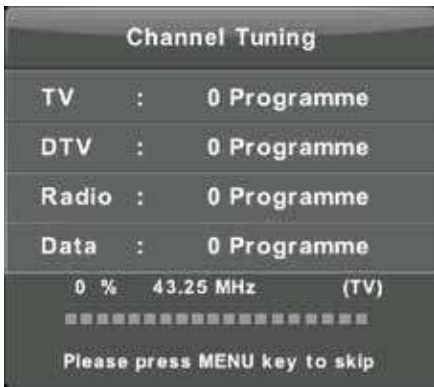 Channel Tuning
TV : 0 Programme
DTV : 0 Programme
Radio : 0 Programme
Data : 0 Programme
0 % 43.25 MHz (TV)
Please press MENU key to skip